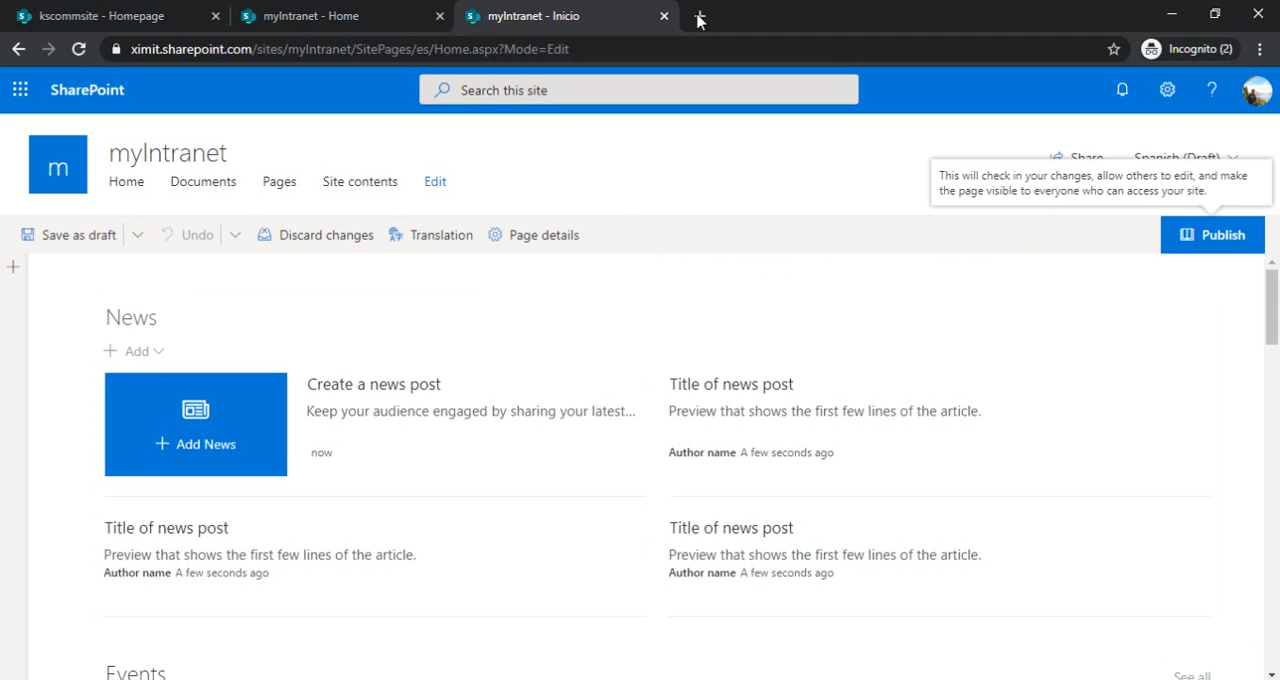 kscommsite - Homepage
myIntranet - Home
myIntranet - Inicio
ximit.sharepoint.com/sites/myIntranet/SitePages/es/Home.aspx?Mode=Edit
Incognito (2)
SharePoint
Search this site
?
m
myIntranet
Share
Spanish (Draft)
Home
Documents
Pages
Site contents
Edit
This will check in your changes, allow others to edit, and make
the page visible to everyone who can access your site.
Save as draft
Undo
Discard changes
Translation
Page details
Publish
News
+ Add
+ Add News
Create a news post
Keep your audience engaged by sharing your latest...
now
Title of news post
Preview that shows the first few lines of the article.
Author name A few seconds ago
Title of news post
Preview that shows the first few lines of the article.
Author name A few seconds ago
Title of news post
Preview that shows the first few lines of the article.
Author name A few seconds ago
Events
See all